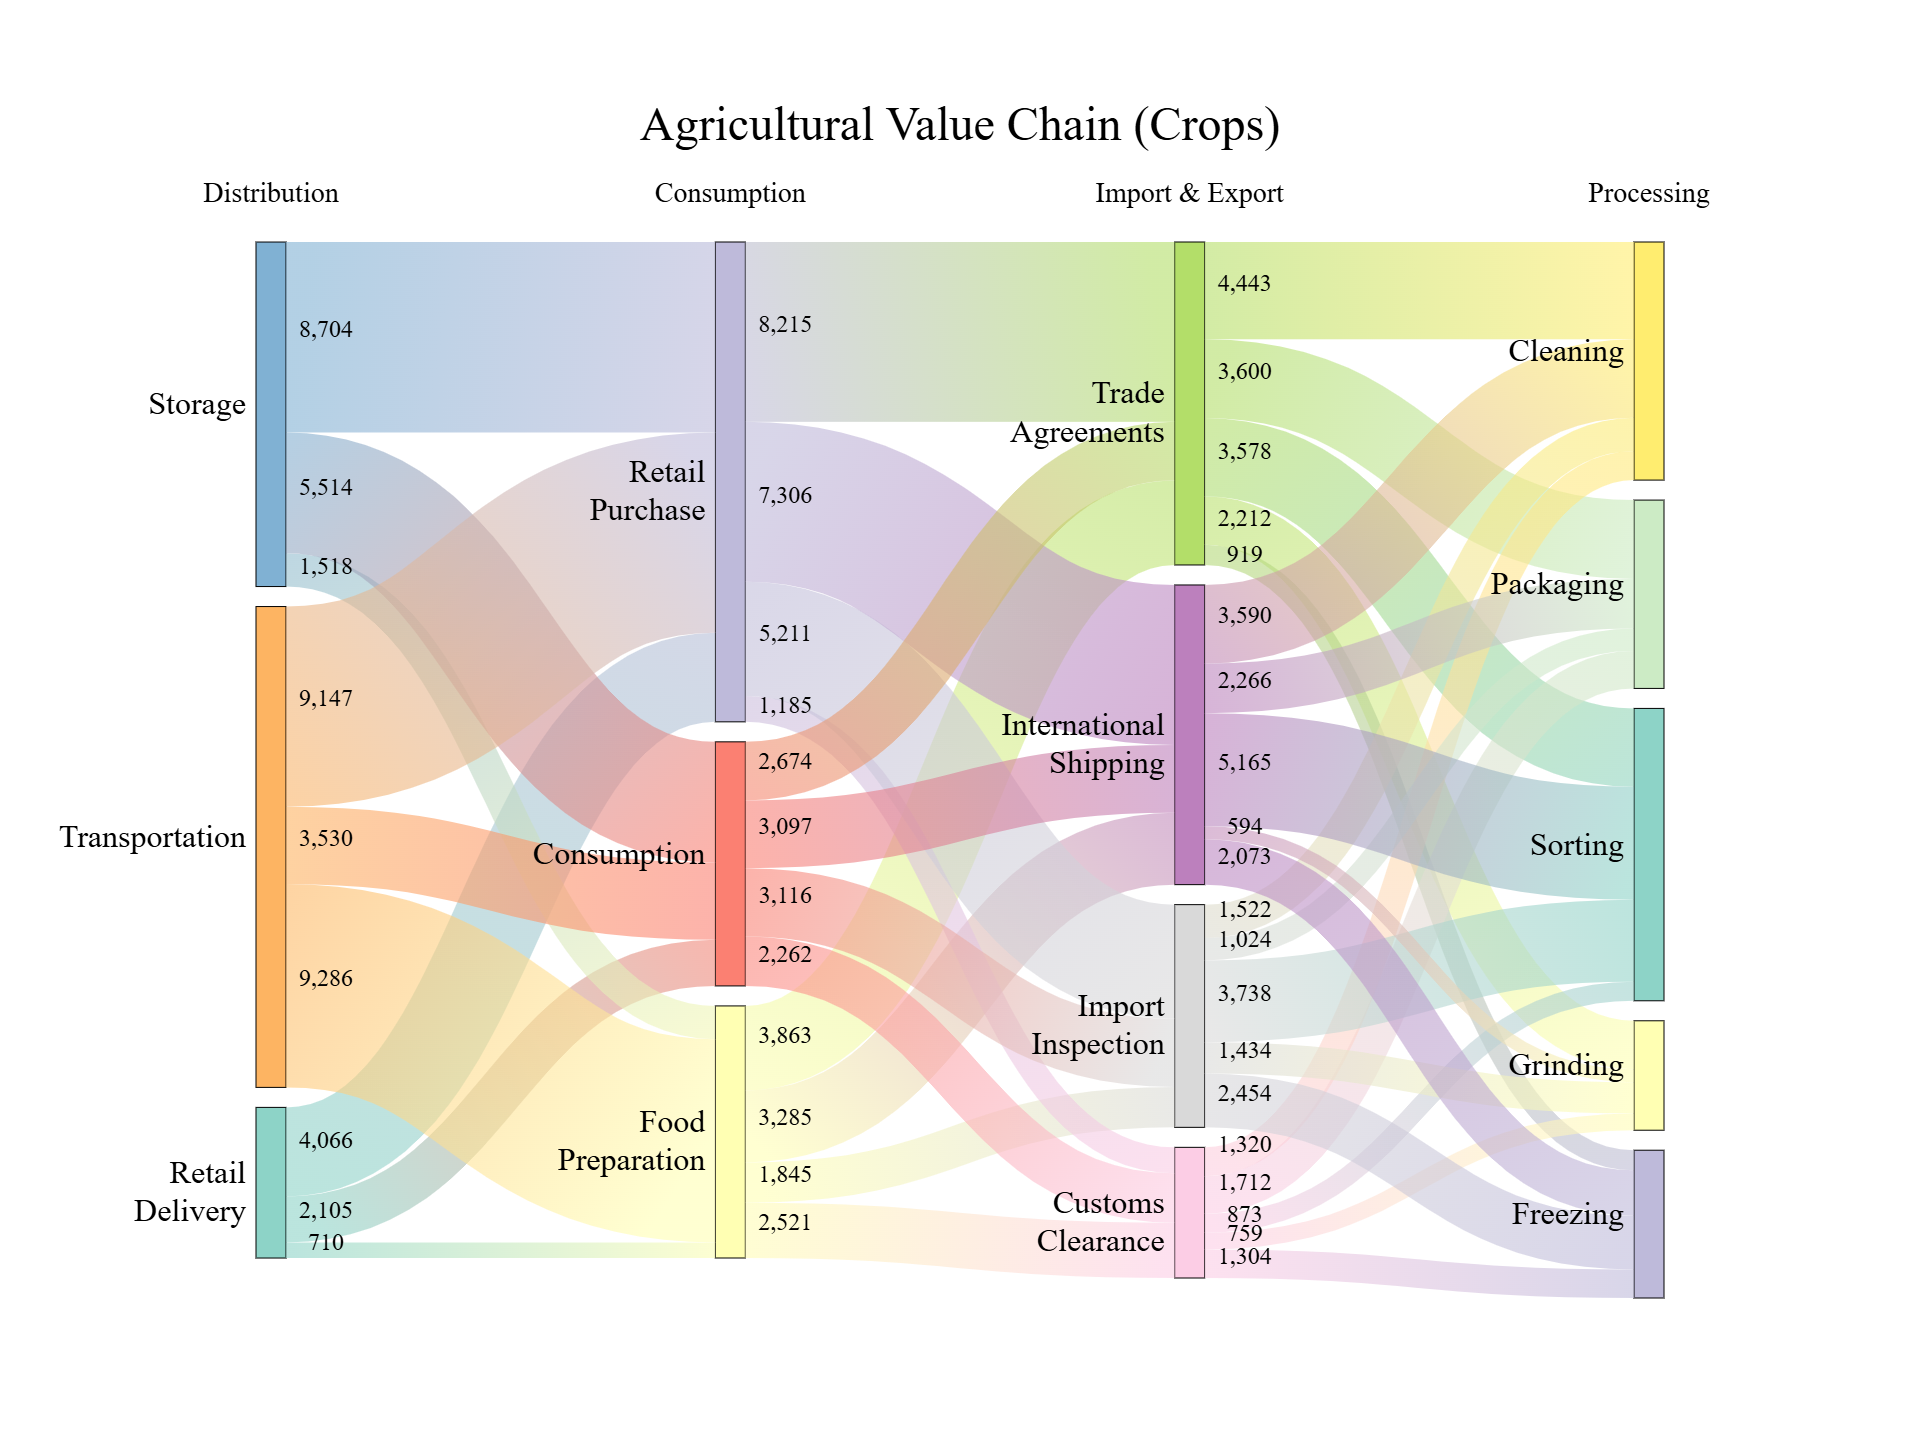 Agricultural Value Chain (Crops)
Distribution
Consumption
Import & Export
Processing
Storage
8,704
5,514
1,518
Transportation
9,147
3,530
9,286
Retail
Delivery
4,066
2,105
710
Retail
Purchase
8,215
7,306
5,211
1,185
Consumption
2,674
3,097
3,116
2,262
Food
Preparation
3,863
3,285
1,845
2,521
Trade
Agreements
4,443
3,600
3,578
2,212
919
International
Shipping
3,590
2,266
5,165
594
2,073
Import
Inspection
1,522
1,024
3,738
1,434
2,454
Customs
Clearance
1,320
1,712
873
759
1,304
Cleaning
Packaging
Sorting
Grinding
Freezing